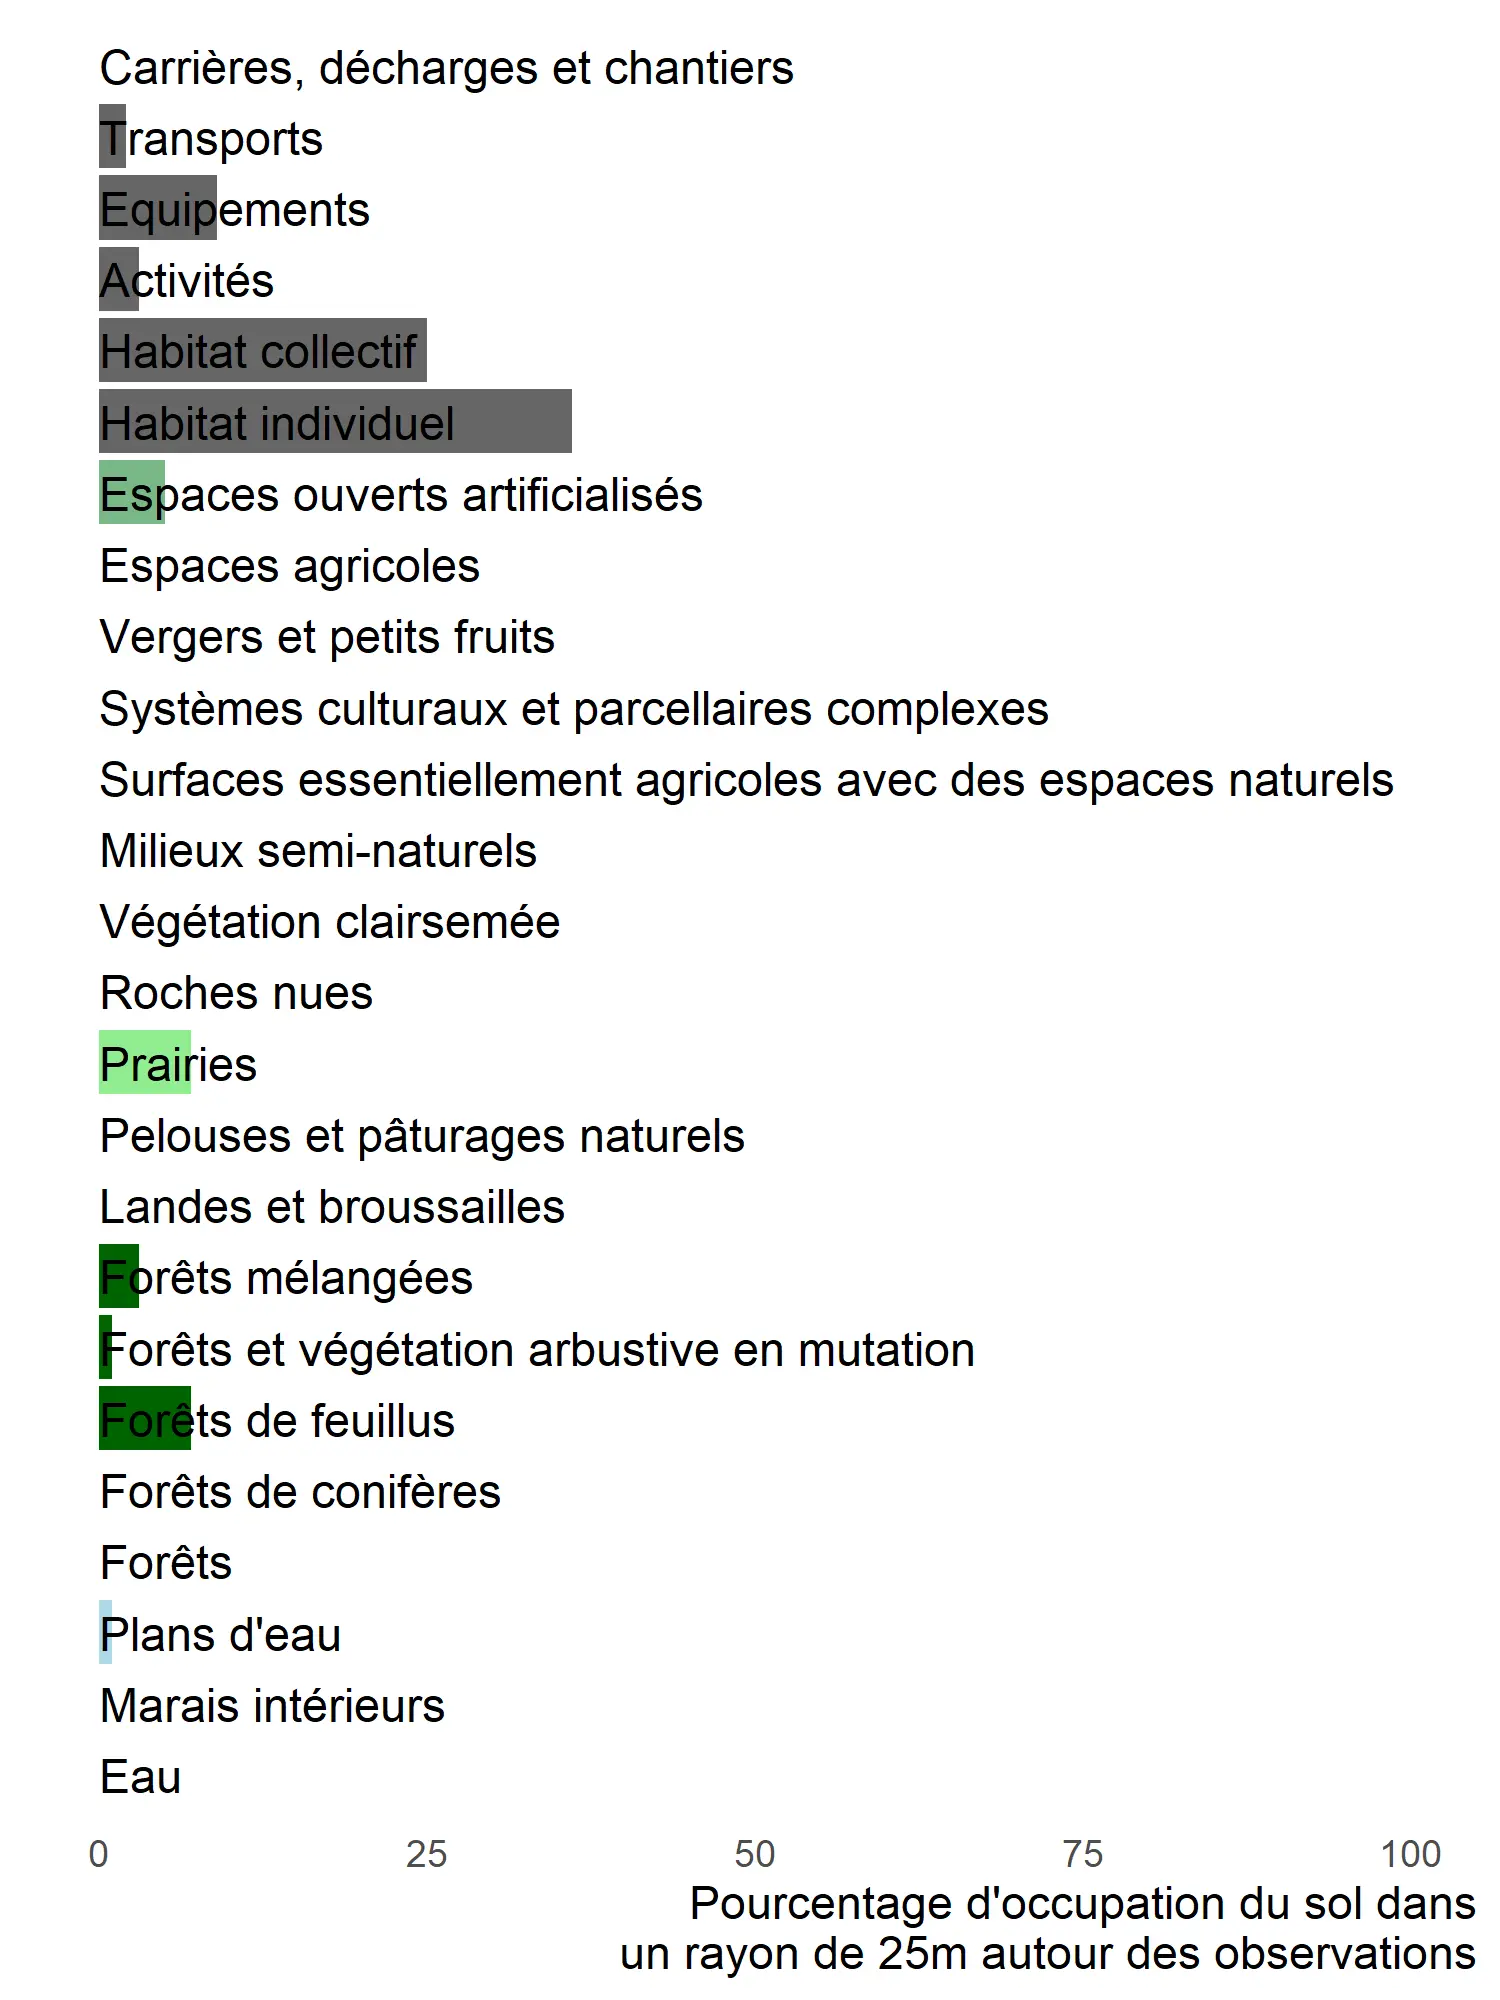 Carrières, décharges et chantiers
Transports
Equipements
Activités
Habitat collectif
Habitat individuel
Espaces ouverts artificialisés
Espaces agricoles
Vergers et petits fruits
Systèmes culturaux et parcellaires complexes
Surfaces essentiellement agricoles avec des espaces naturels
Milieux semi-naturels
Végétation clairsemée
Roches nues
Prairies
Pelouses et pâturages naturels
Landes et broussailles
Forêts mélangées
Forêts et végétation arbustive en mutation
Forêts de feuillus
Forêts de conifères
Forêts
Plans d'eau
Marais intérieurs
Eau
0 25 50 75 100
Pourcentage d'occupation du sol dans
un rayon de 25m autour des observations